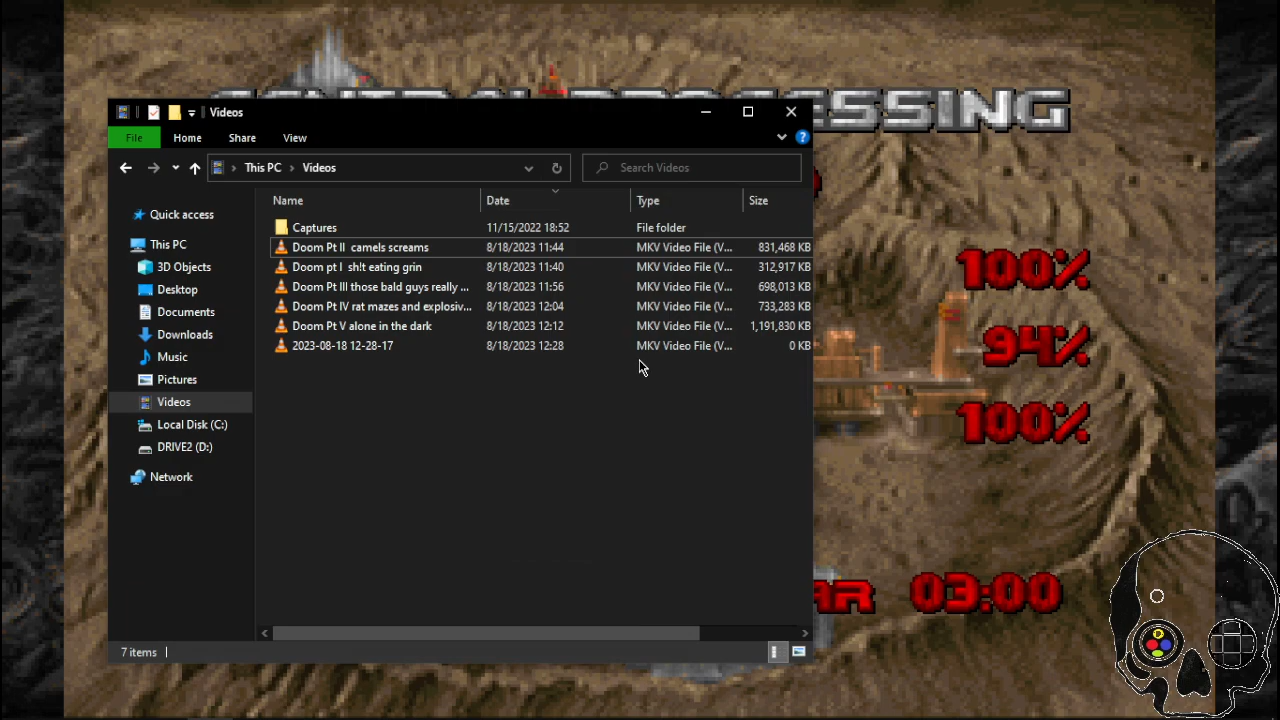 ESSING
Videos
File Home Share View
This PC Videos
Search Videos
Name Date Type Size
Quick access
This PC
3D Objects
Desktop
Documents
Downloads
Music
Pictures
Videos
Local Disk (C:)
DRIVE2 (D:)
Network
Captures 11/15/2022 18:52 File folder
Doom Pt II camels screams 8/18/2023 11:44 MKV Video File (V... 831,468 KB
Doom pt I sh!t eating grin 8/18/2023 11:40 MKV Video File (V... 312,917 KB
Doom Pt III those bald guys really ... 8/18/2023 11:56 MKV Video File (V... 698,013 KB
Doom Pt IV rat mazes and explosiv... 8/18/2023 12:04 MKV Video File (V... 733,283 KB
Doom Pt V alone in the dark 8/18/2023 12:12 MKV Video File (V... 1,191,830 KB
2023-08-18 12-28-17 8/18/2023 12:28 MKV Video File (V... 0 KB
7 items
100%
94%
100%
AR 03:00